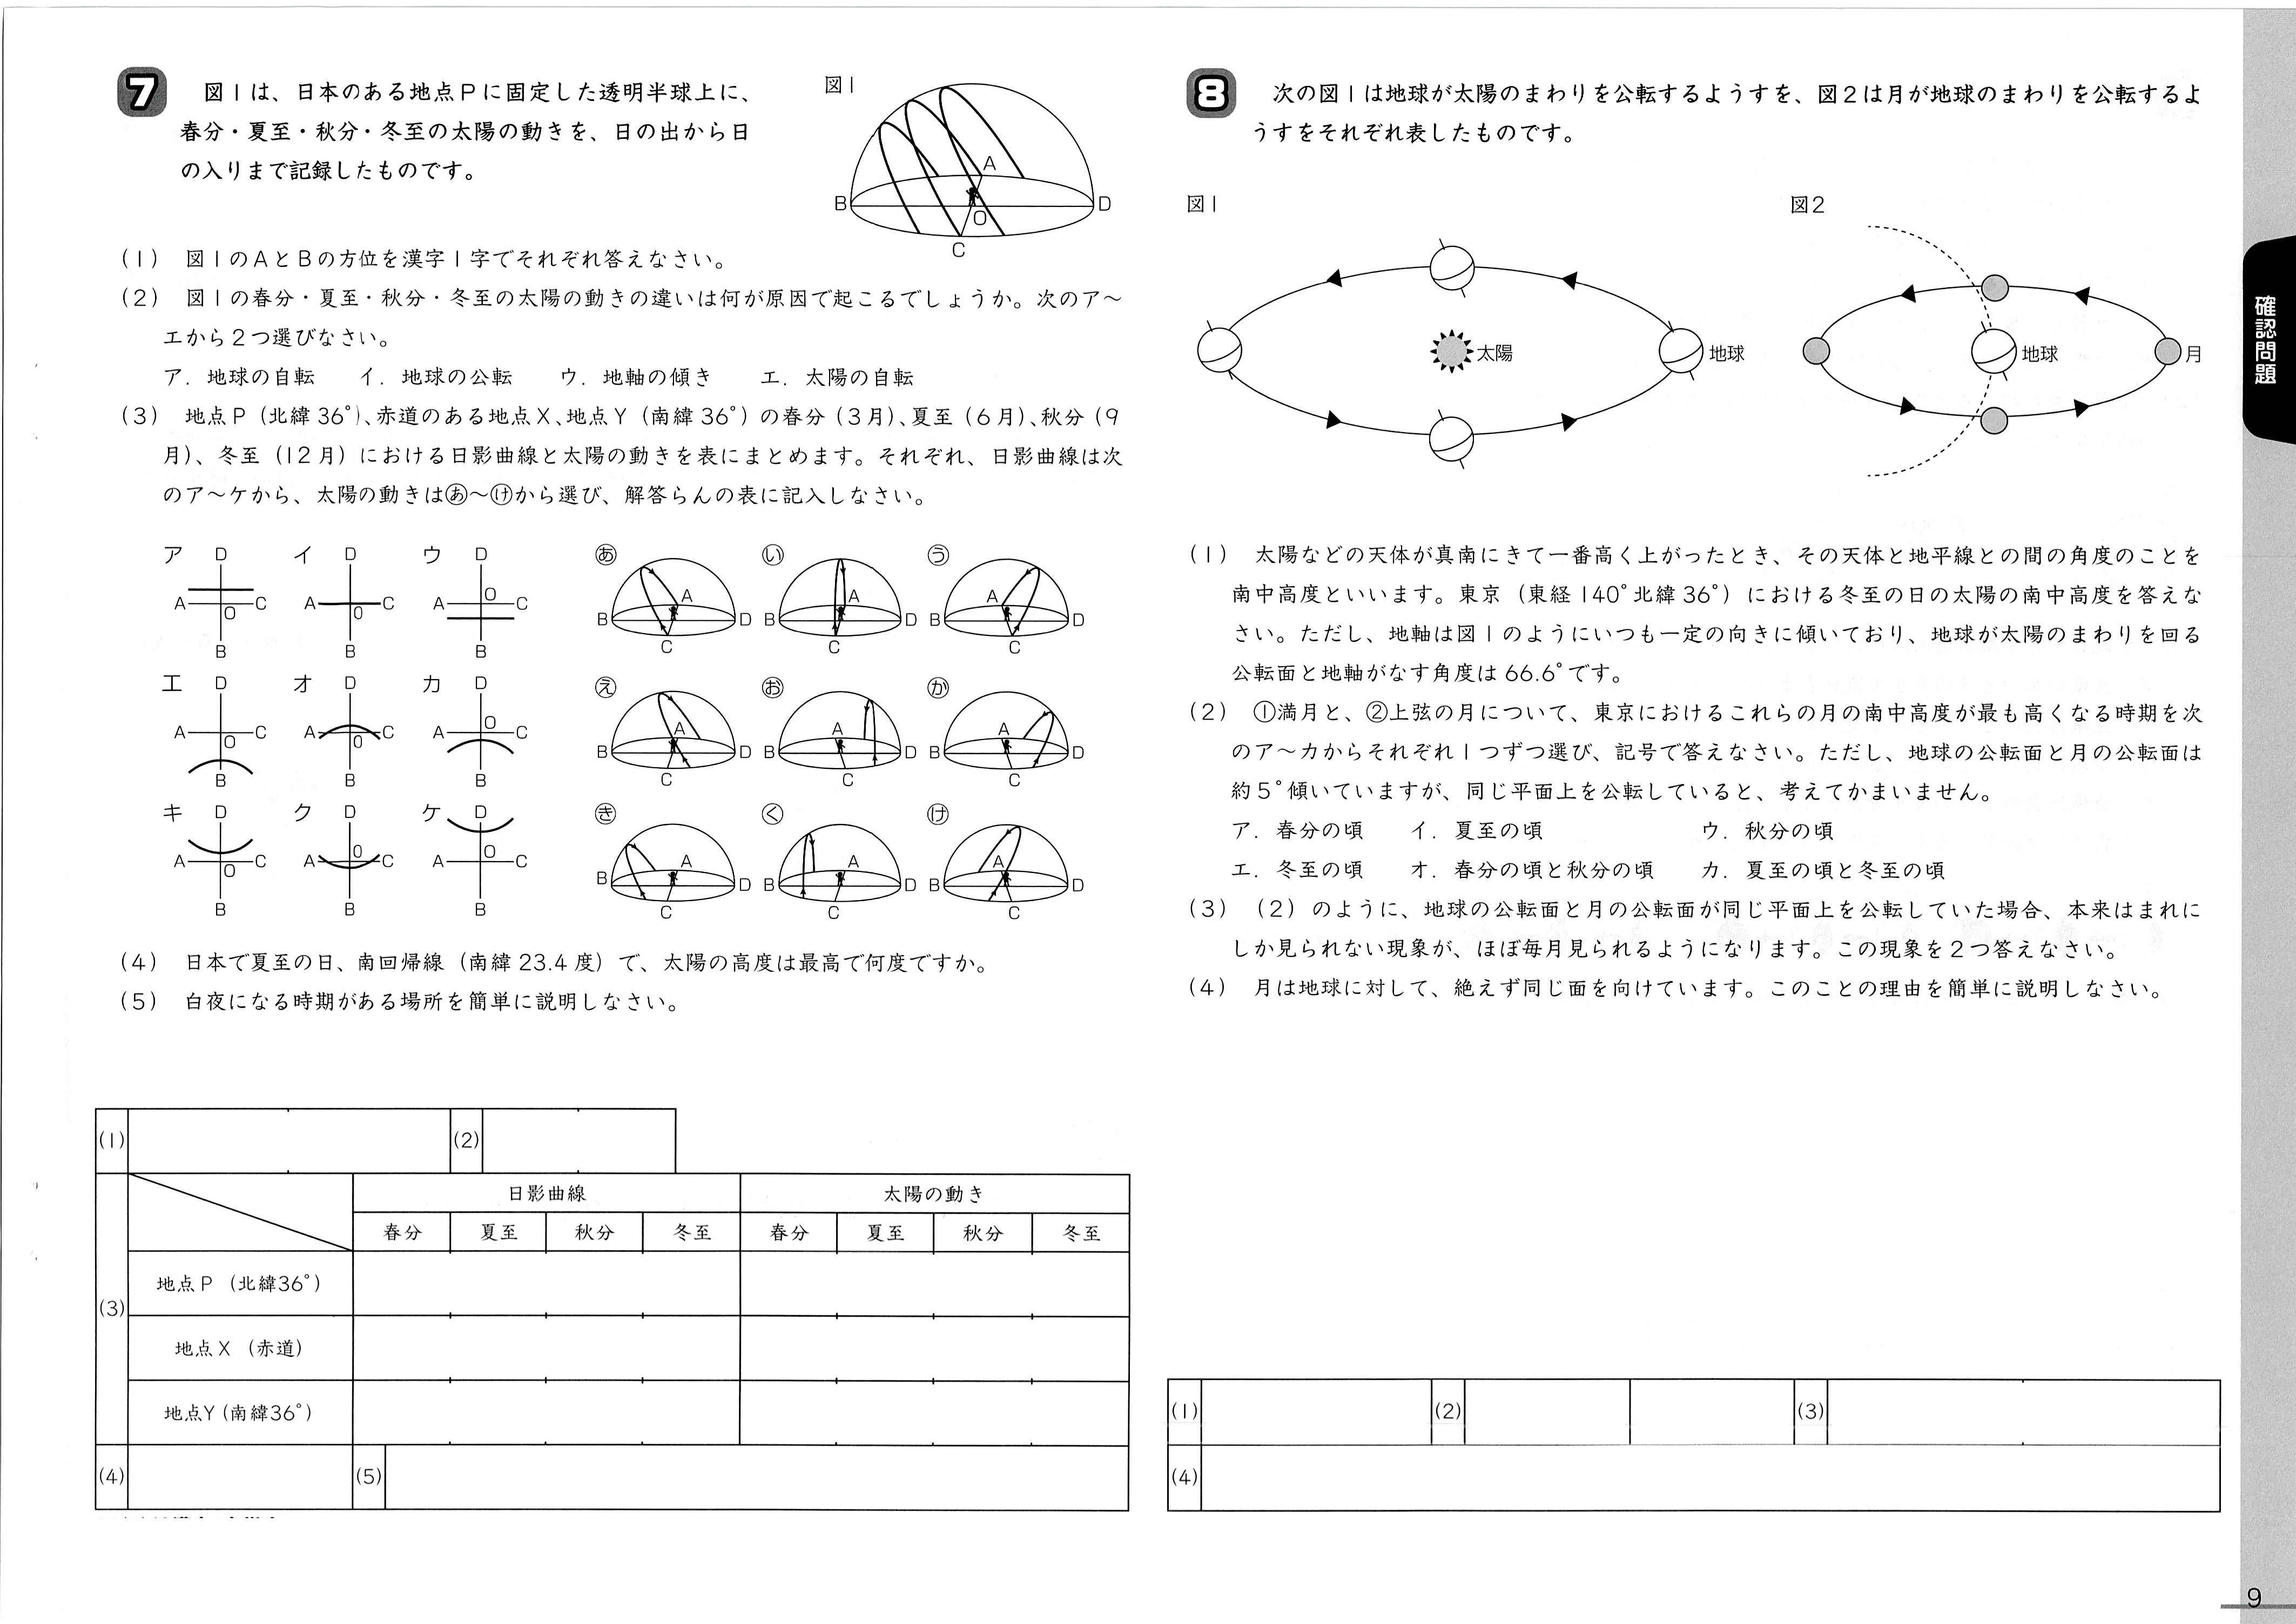 7
図1は、日本のある地点Pに固定した透明半球上に、
春分・夏至・秋分・冬至の太陽の動きを、日の出から日
の入りまで記録したものです。
図1
A
B
D
O
C
(1) 図1のAとBの方位を漢字1字でそれぞれ答えなさい。
(2) 図1の春分・夏至・秋分・冬至の太陽の動きの違いは何が原因で起こるでしょうか。次のア〜
エから2つ選びなさい。
ア. 地球の自転 イ. 地球の公転 ウ. 地軸の傾き エ. 太陽の自転
(3) 地点P(北緯36°)、赤道のある地点X、地点Y(南緯36°)の春分(3月)、夏至(6月)、秋分(9
月)、冬至(12月)における日影曲線と太陽の動きを表にまとめます。それぞれ、日影曲線は次
のア〜ケから、太陽の動きはⓐあ〜けから選び、解答らんの表に記入しなさい。
ア D イ D ウ D
A O C A O C A O C
B B B
エ D オ D カ D
A O C A O C A O C
B B B
キ D ク D ケ D
A O C A O C A O C
B B B
あ い う
A A A
B D B D B D
C C C
え お か
A A A
B D B D B D
C C C
き く け
A A A
B D B D B D
C C C
(4) 日本で夏至の日、南回帰線(南緯23.4度)で、太陽の高度は最高で何度ですか。
(5) 白夜になる時期がある場所を簡単に説明しなさい。
(1) (2)
日影曲線 太陽の動き
春分 夏至 秋分 冬至 春分 夏至 秋分 冬至
(3)
地点P(北緯36°)
地点X(赤道)
地点Y(南緯36°)
(4) (5)
8
次の図1は地球が太陽のまわりを公転するようすを、図2は月が地球のまわりを公転するよ
うすをそれぞれ表したものです。
図1
太陽
地球
図2
地球
月
(1) 太陽などの天体が真南にきて一番高く上がったとき、その天体と地平線との間の角度のことを
南中高度といいます。東京(東経140°北緯36°)における冬至の日の太陽の南中高度を答えな
さい。ただし、地軸は図1のようにいつも一定の向きに傾いており、地球が太陽のまわりを回る
公転面と地軸がなす角度は66.6°です。
(2) ①満月と、②上弦の月について、東京におけるこれらの月の南中高度が最も高くなる時期を次
のア〜カからそれぞれ1つずつ選び、記号で答えなさい。ただし、地球の公転面と月の公転面は
約5°傾いていますが、同じ平面上を公転していると、考えてかまいません。
ア. 春分の頃 イ. 夏至の頃 ウ. 秋分の頃
エ. 冬至の頃 オ. 春分の頃と秋分の頃 カ. 夏至の頃と冬至の頃
(3) (2)のように、地球の公転面と月の公転面が同じ平面上を公転していた場合、本来はまれに
しか見られない現象が、ほぼ毎月見られるようになります。この現象を2つ答えなさい。
(4) 月は地球に対して、絶えず同じ面を向けています。このことの理由を簡単に説明しなさい。
(1) (2) (3)
(4)
確認問題
9